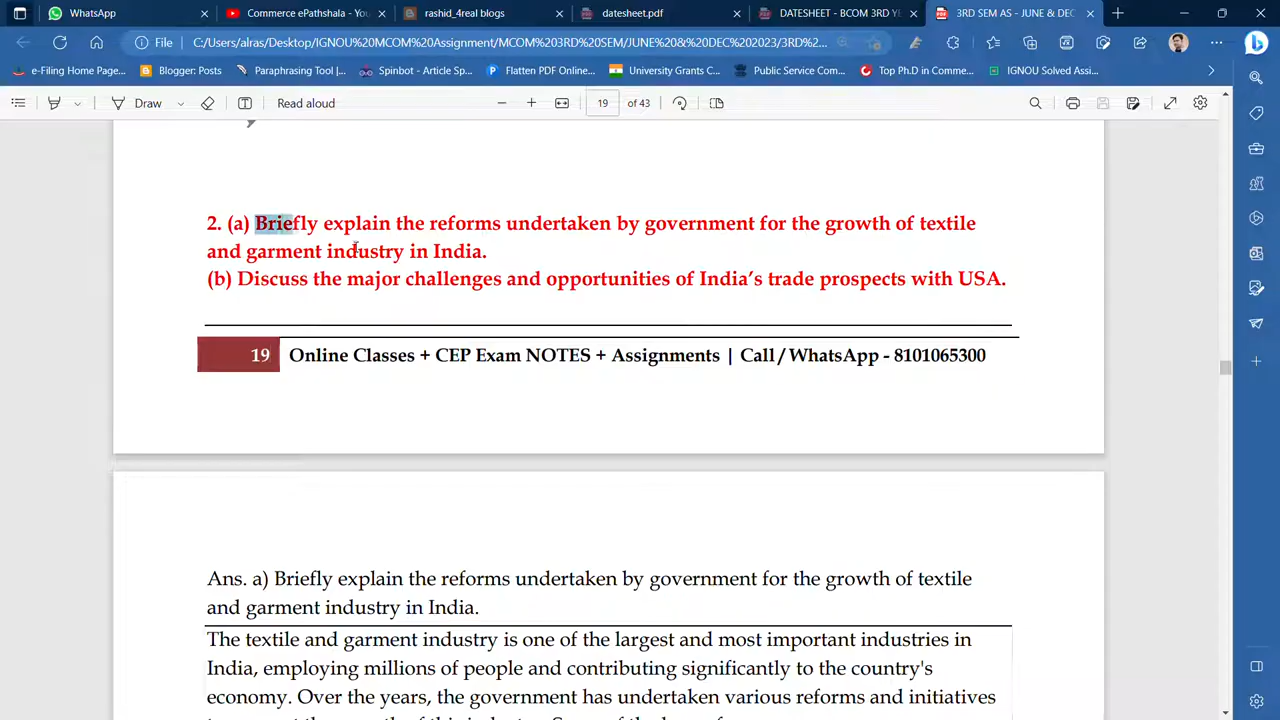 WhatsApp
Commerce ePathshala - You
rashid_4real blogs
datesheet.pdf
DATESHEET - BCOM 3RD YE
3RD SEM AS - JUNE & DEC
File
C:/Users/alras/Desktop/IGNOU%20MCOM%20Assignment/MCOM%203RD%20SEM/JUNE%20&%20DEC%202023/3RD%2...
e-Filing Home Page...
Blogger: Posts
Paraphrasing Tool |...
Spinbot - Article Sp...
Flatten PDF Online...
University Grants C...
Public Service Com...
Top Ph.D in Comme...
IGNOU Solved Assi...
Draw
Read aloud
19 of 43
2. (a) Briefly explain the reforms undertaken by government for the growth of textile
and garment industry in India.
(b) Discuss the major challenges and opportunities of India's trade prospects with USA.
19 Online Classes + CEP Exam NOTES + Assignments | Call/WhatsApp - 8101065300
Ans. a) Briefly explain the reforms undertaken by government for the growth of textile
and garment industry in India.
The textile and garment industry is one of the largest and most important industries in
India, employing millions of people and contributing significantly to the country's
economy. Over the years, the government has undertaken various reforms and initiatives